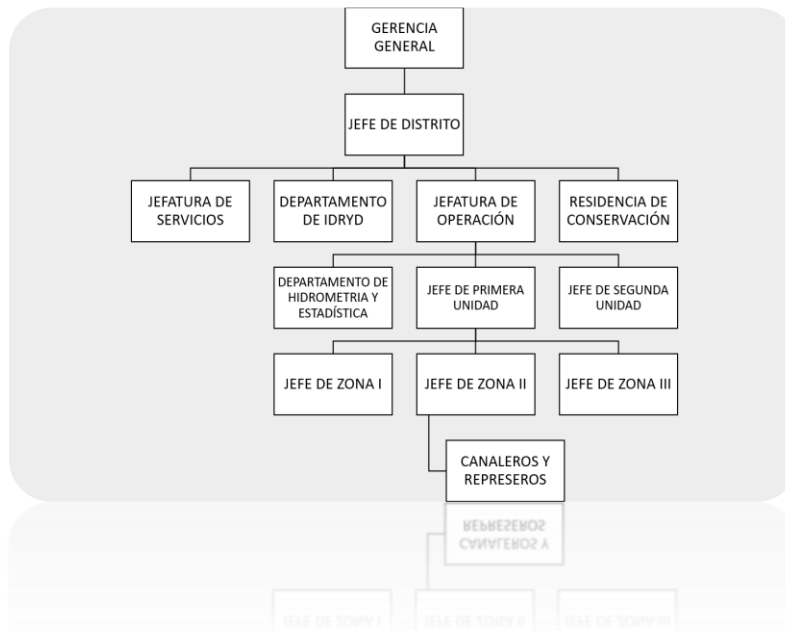 GERENCIA
GENERAL
JEFE DE DISTRITO
JEFATURA DE
SERVICIOS
DEPARTAMENTO
DE IDRYD
JEFATURA DE
OPERACIÓN
RESIDENCIA DE
CONSERVACIÓN
DEPARTAMENTO DE
HIDROMETRIA Y
ESTADÍSTICA
JEFE DE PRIMERA
UNIDAD
JEFE DE SEGUNDA
UNIDAD
JEFE DE ZONA I
JEFE DE ZONA II
JEFE DE ZONA III
CANALEROS Y
REPRESEROS